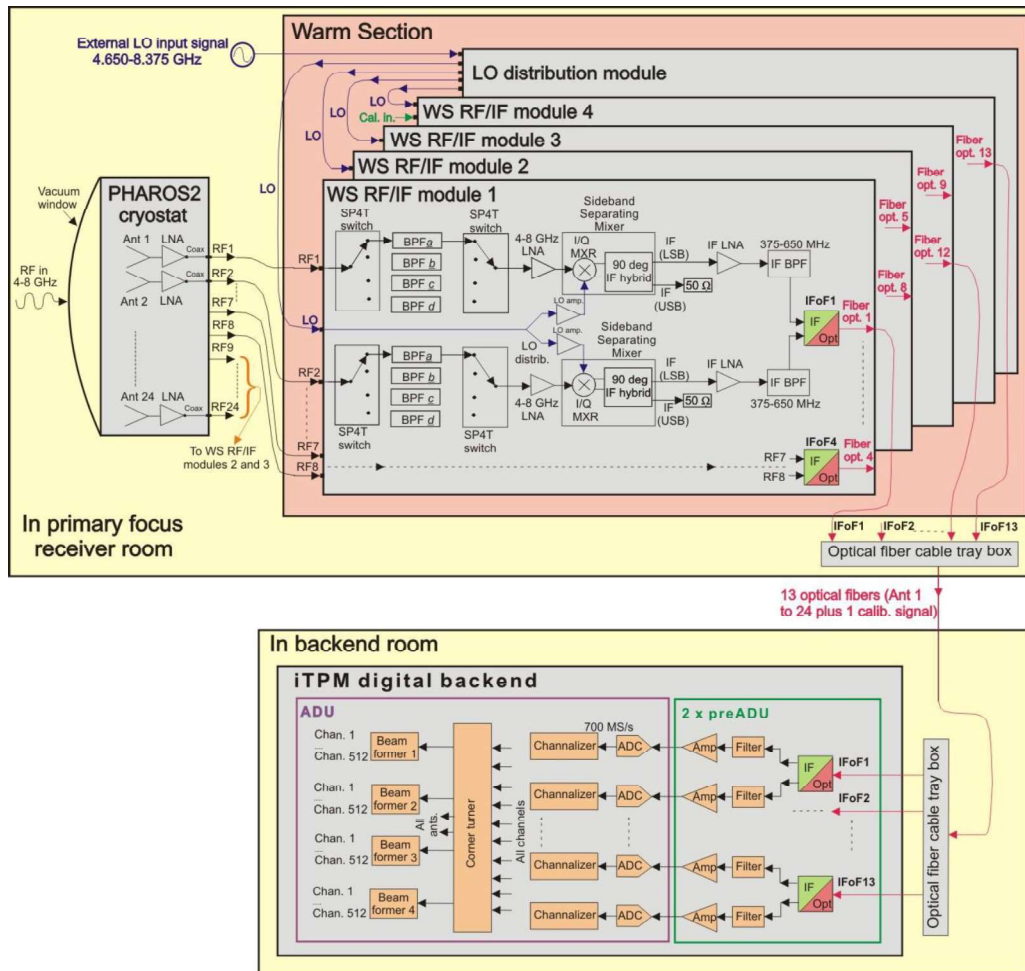 Warm Section
External LO input signal
4.650-8.375 GHz
LO distribution module
LO
Cal. In.
WS RF/IF module 4
LO
WS RF/IF module 3
LO
WS RF/IF module 2
WS RF/IF module 1
Fiber
opt. 13
Fiber
opt. 9
Fiber
opt. 5
Fiber
opt. 12
Fiber
opt. 8
LO
Vacuum
window
PHAROS2
cryostat
Ant 1
LNA
Coax
RF1
RF in
4-8 GHz
Ant 2
LNA
RF2
RF7
RF8
RF9
Ant 24
LNA
Coax
RF24
To WS RF/IF
modules 2 and 3
SP4T
switch
SP4T
switch
RF1
BPFa
BPF b
BPF c
BPF d
4-8 GHz
LNA
Sideband
Separating
Mixer
I/Q
MXR
90 deg
IF hybrid
IF
(LSB)
IF
(USB)
50 Ω
IF LNA
375-650 MHz
IF BPF
LO
LO amp.
LO amp.
LO
distrib.
IFoF1
IF
Opt
Fiber
opt. 1
RF2
BPFa
BPF b
BPF c
BPF d
SP4T
switch
SP4T
switch
4-8 GHz
LNA
Sideband
Separating
Mixer
I/Q
MXR
90 deg
IF hybrid
IF
(LSB)
IF
(USB)
50 Ω
IF LNA
IF BPF
375-650 MHz
RF7
RF8
RF7
RF8
IFoF4
IF
Opt
Fiber
opt. 4
In primary focus
receiver room
IFoF1
IFoF2
IFoF13
Optical fiber cable tray box
13 optical fibers (Ant 1
to 24 plus 1 calib. signal)
In backend room
iTPM digital backend
ADU
2 x preADU
700 MS/s
Chan. 1
...
Chan. 512
Beam
former 1
Chan. 1
...
Chan. 512
Beam
former 2
Chan. 1
...
Chan. 512
Beam
former 3
Chan. 1
...
Chan. 512
Beam
former 4
All
ants.
Corner turner
All channels
Channalizer
ADC
Amp
Filter
Channalizer
ADC
Amp
Filter
Channalizer
ADC
Amp
Filter
Channalizer
ADC
Amp
Filter
IF
Opt
IFoF1
IFoF2
IF
Opt
IFoF13
Optical fiber cable tray box